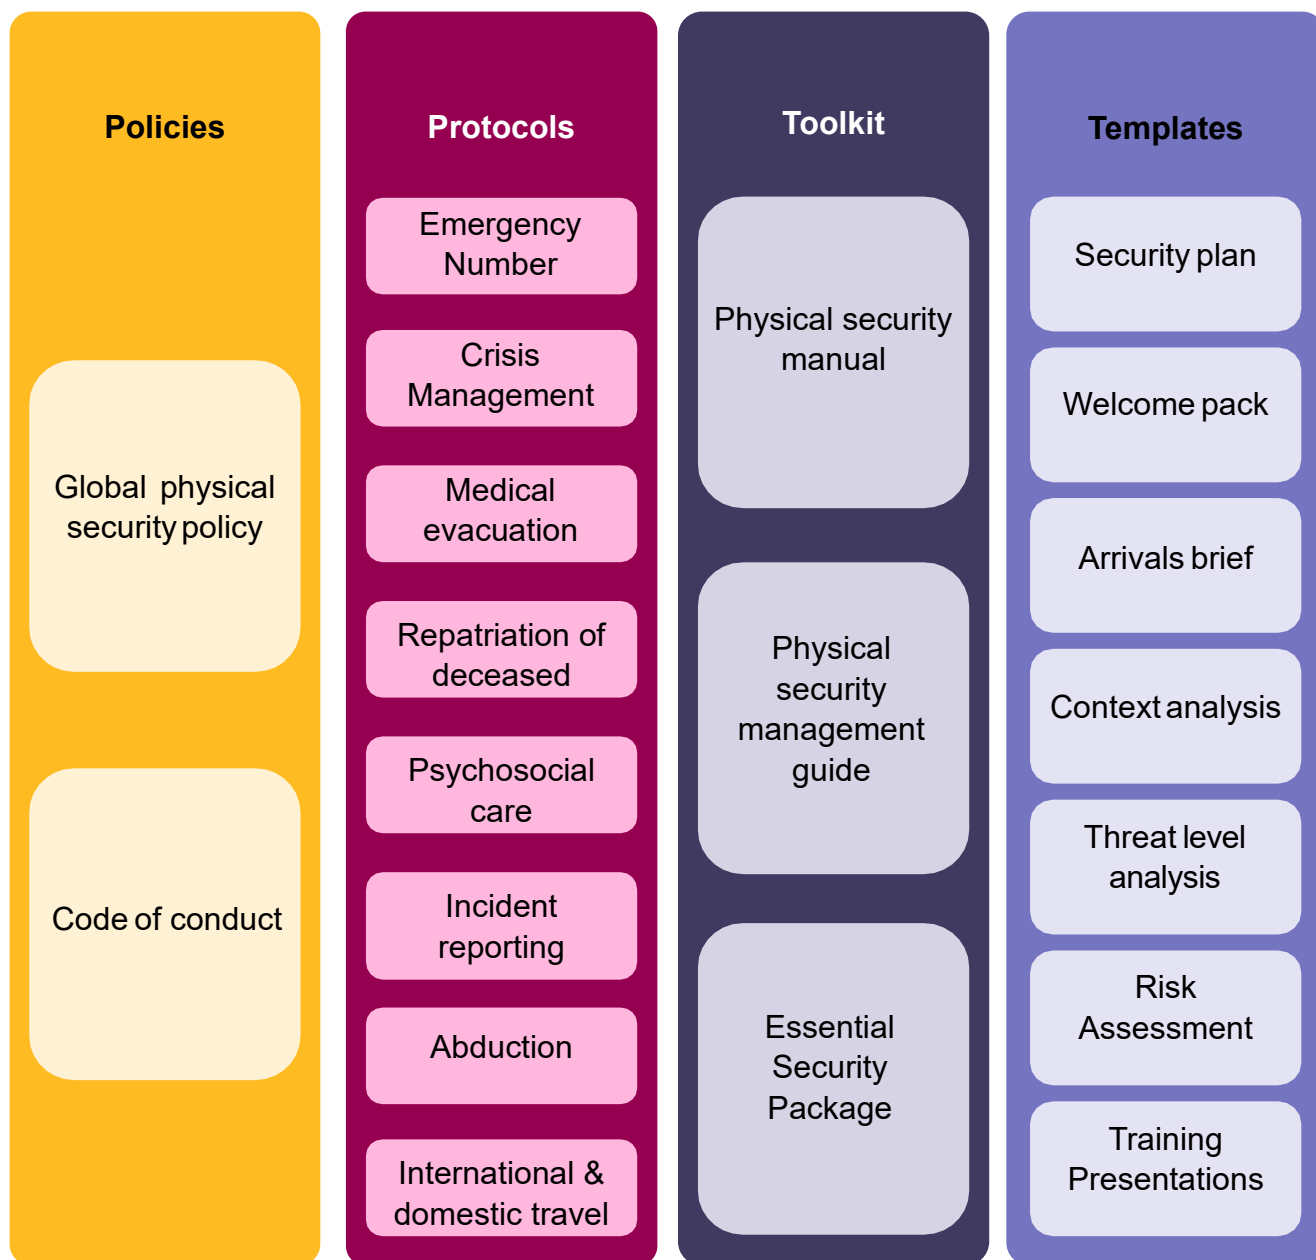 Policies
Global physical
security policy
Code of conduct
Protocols
Emergency
Number
Crisis
Management
Medical
evacuation
Repatriation of
deceased
Psychosocial
care
Incident
reporting
Abduction
International &
domestic travel
Toolkit
Physical security
manual
Physical
security
management
guide
Essential
Security
Package
Templates
Security plan
Welcome pack
Arrivals brief
Context analysis
Threat level
analysis
Risk
Assessment
Training
Presentations